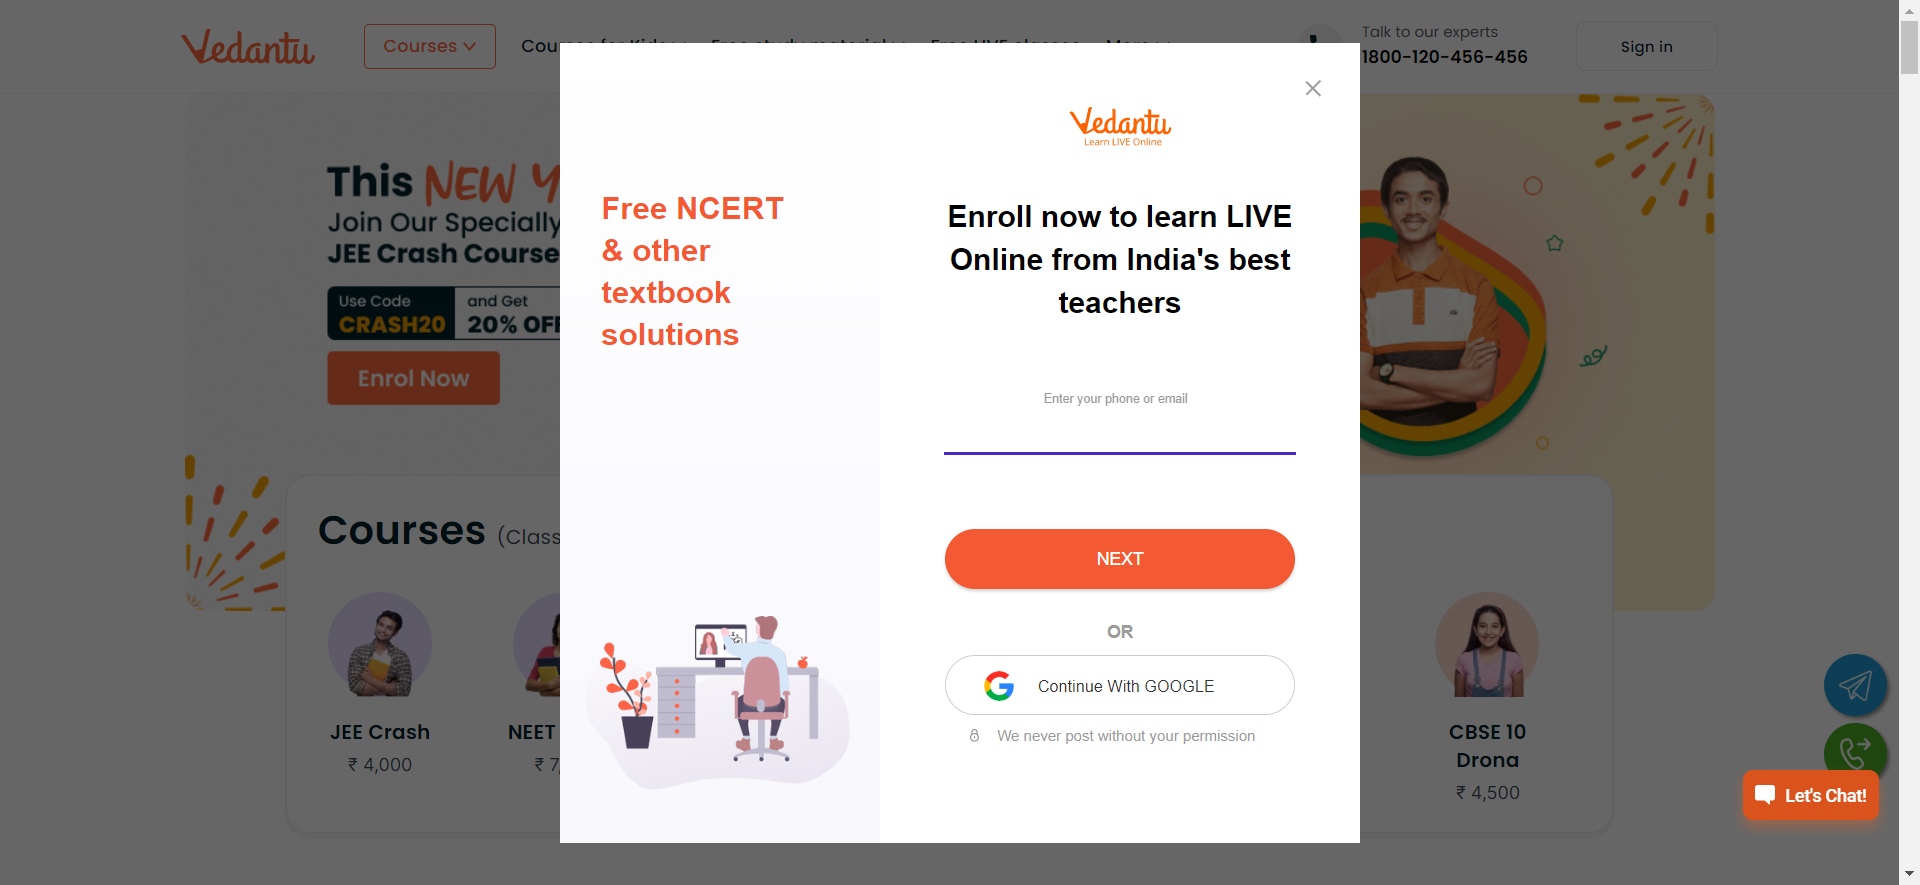 Vedantu
Courses
Talk to our experts
1800-120-456-456
Sign in
This NEW
Join Our Specially
JEE Crash Course
Use Code
CRASH20
and Get
20% OFF
Enrol Now
Courses (Class
JEE Crash
₹ 4,000
NEET
₹ 7,
CBSE 10
Drona
₹ 4,500
Let's Chat!
Free NCERT
& other
textbook
solutions
Vedantu
Learn LIVE Online
Enroll now to learn LIVE
Online from India's best
teachers
Enter your phone or email
NEXT
OR
Continue With GOOGLE
We never post without your permission